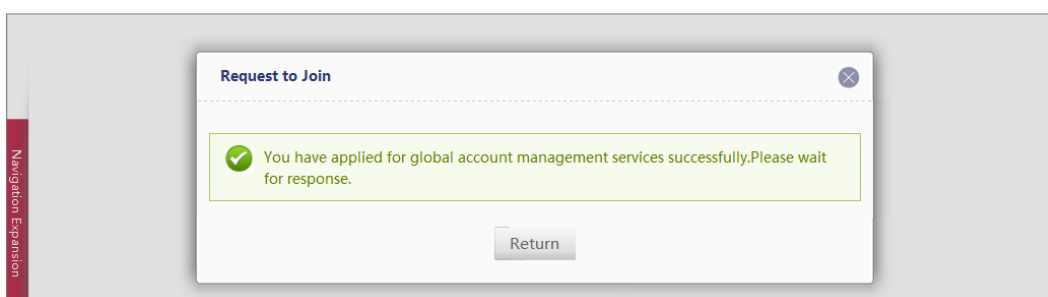 Request to Join
You have applied for global account management services successfully.Please wait
for response.
Return
Navigation Expansion